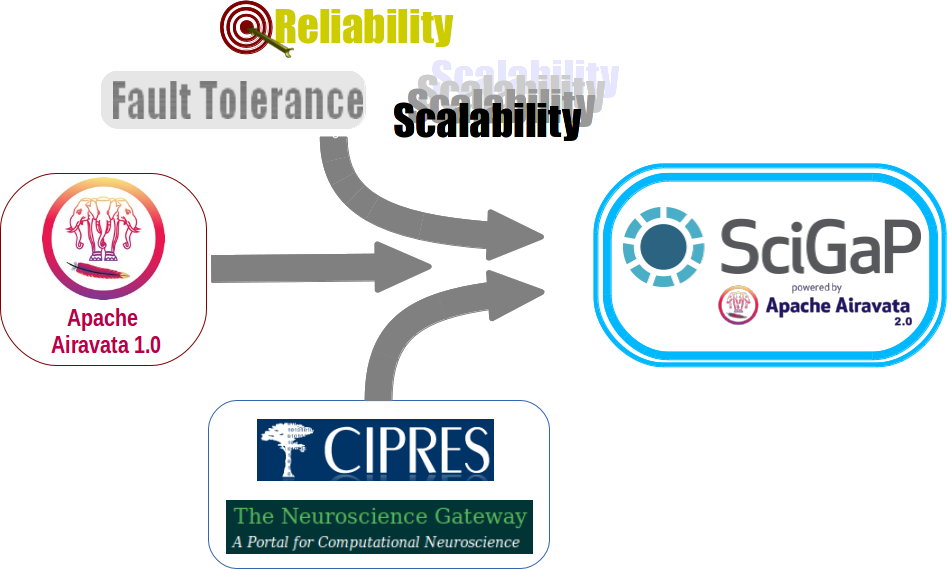 Reliability
Fault Tolerance
Scalability
Scalability
Scalability
Apache
Airavata 1.0
SciGaP
powered by
Apache Airavata
2.0
CIPRES
The Neuroscience Gateway
A Portal for Computational Neuroscience